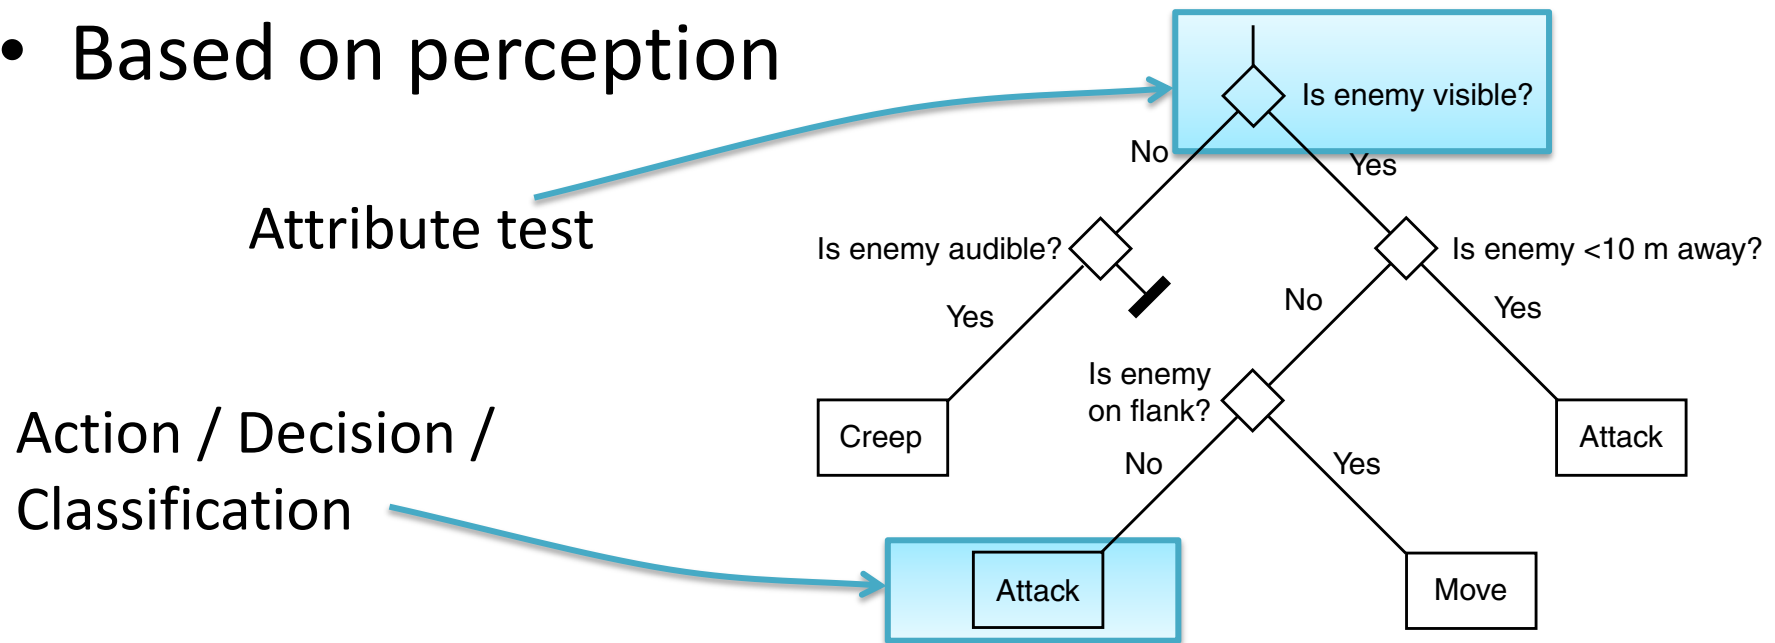 • Based on perception
Is enemy visible?
No
Yes
Attribute test
Is enemy audible?
Is enemy <10 m away?
Yes
No
Yes
Is enemy
on flank?
Action / Decision /
Classification
Creep
Attack
No
Yes
Attack
Move